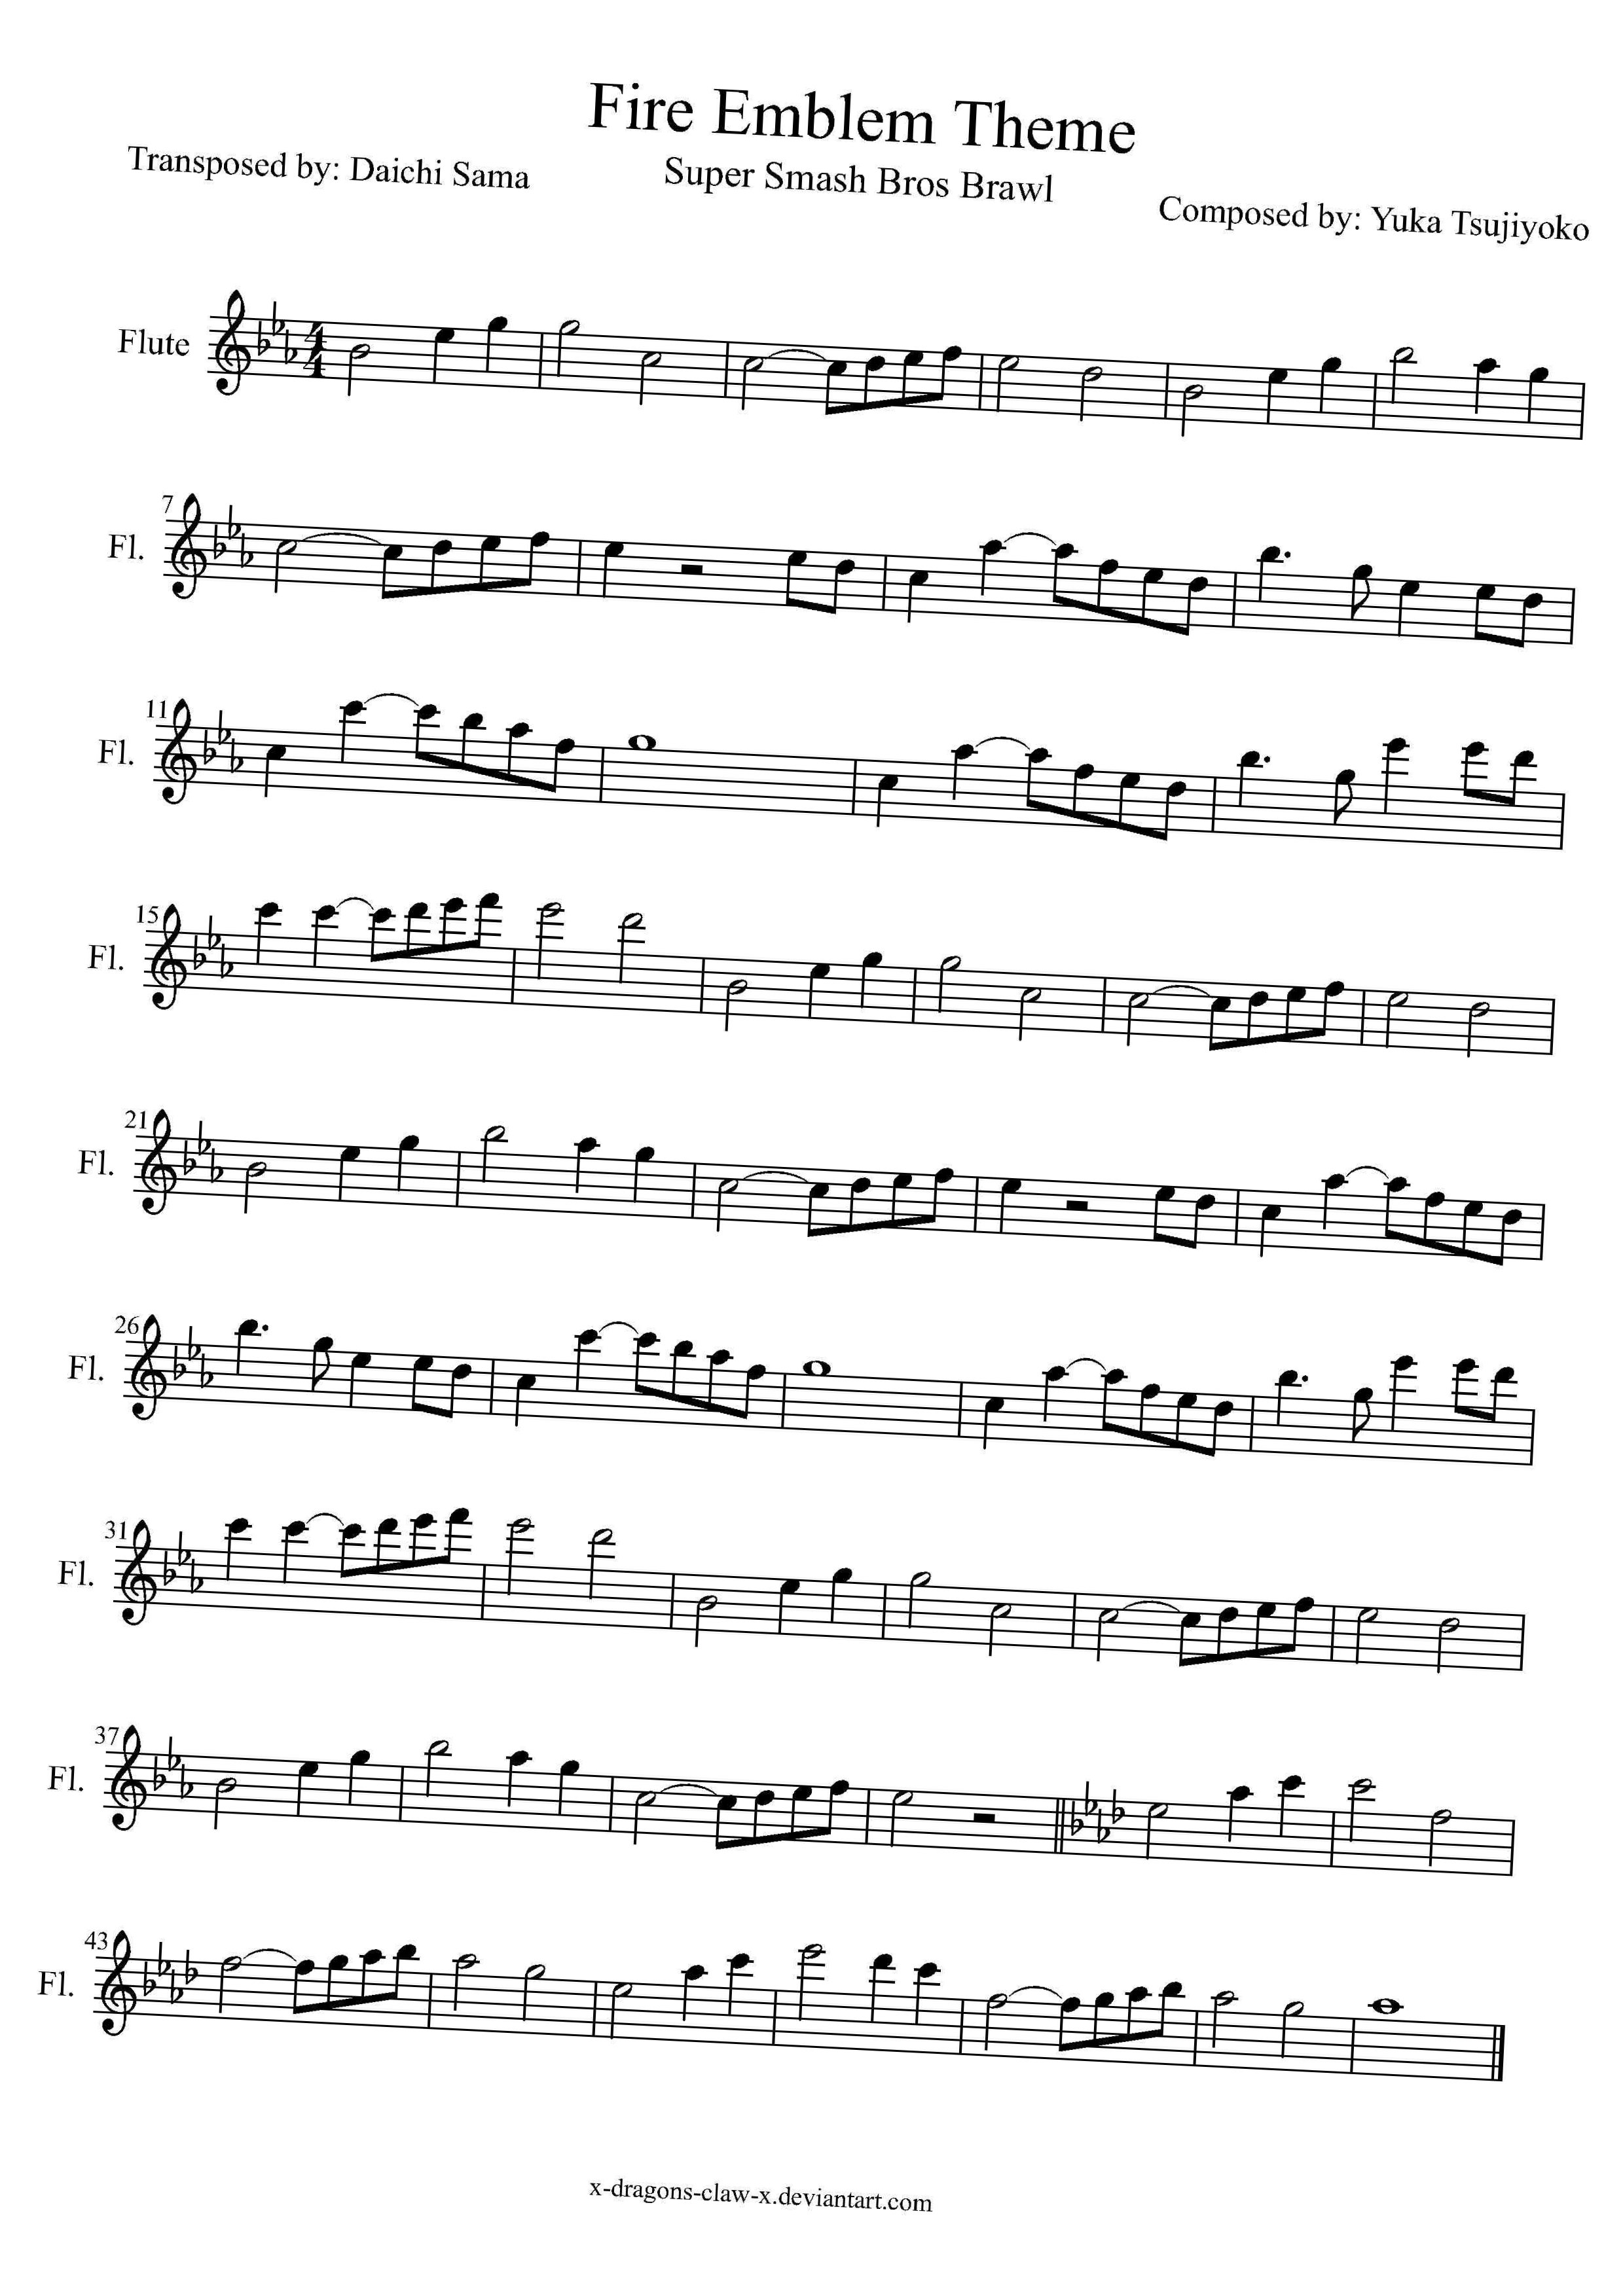 Fire Emblem Theme
Super Smash Bros Brawl
Transposed by: Daichi Sama
Composed by: Yuka Tsujiyoko
Flute
4
4
7
Fl.
11
Fl.
15
Fl.
21
Fl.
26
Fl.
31
Fl.
37
Fl.
43
Fl.
x-dragons-claw-x.deviantart.com